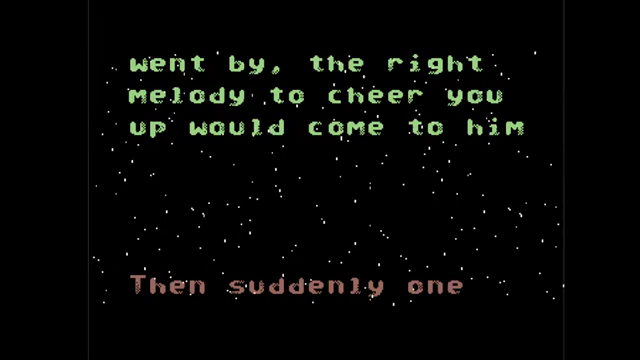 went by, the right
melody to cheer you
up would come to him
Then suddenly one